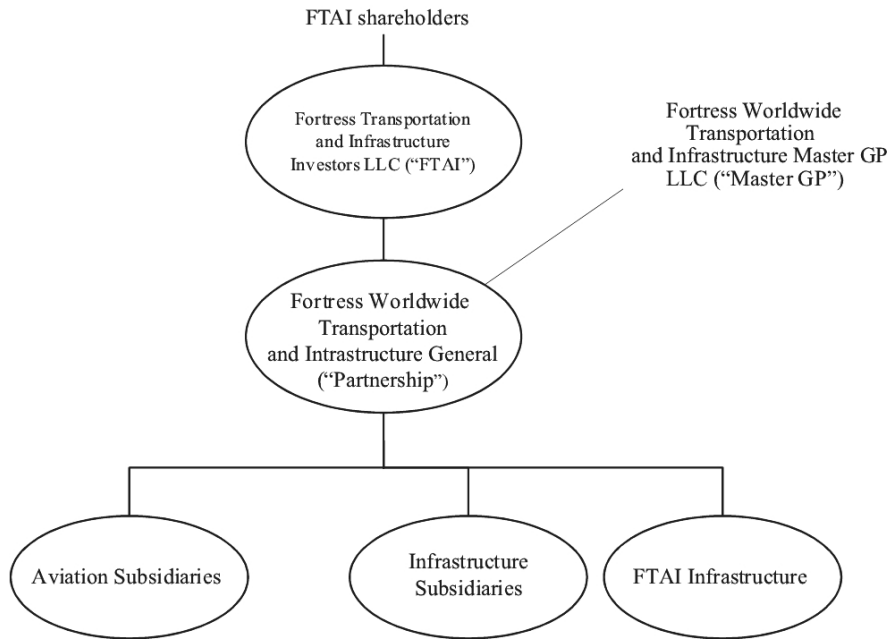 FTAI shareholders
Fortress Transportation
and Infrastructure
Investors LLC (“FTAI”)
Fortress Worldwide
Transportation
and Infrastructure Master GP
LLC (“Master GP”)
Fortress Worldwide
Transportation
and Intrastructure General
(“Partnership”)
Aviation Subsidiaries
Infrastructure
Subsidiaries
FTAI Infrastructure